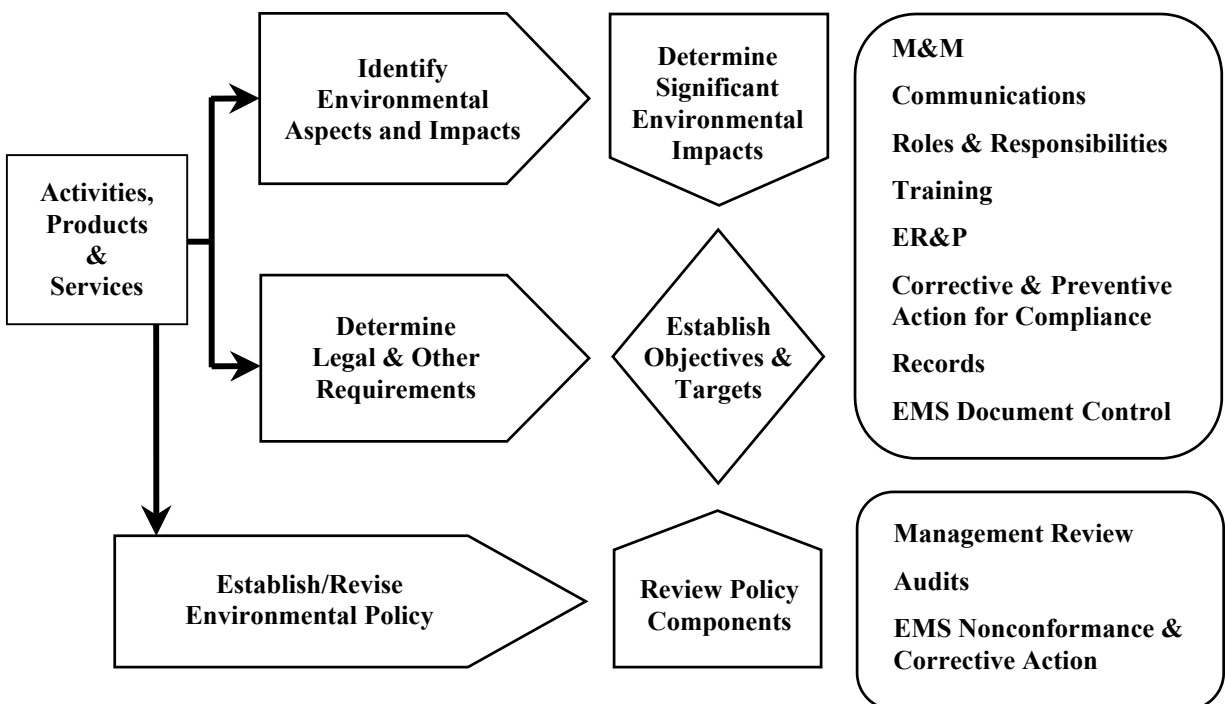 Activities,
Products
&
Services
Identify
Environmental
Aspects and Impacts
Determine
Significant
Environmental
Impacts
Determine
Legal & Other
Requirements
Establish
Objectives &
Targets
Establish/Revise
Environmental Policy
Review Policy
Components
M&M
Communications
Roles & Responsibilities
Training
ER&P
Corrective & Preventive
Action for Compliance
Records
EMS Document Control
Management Review
Audits
EMS Nonconformance &
Corrective Action